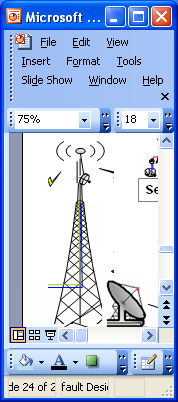 Microsoft ...
File Edit View
Insert Format Tools
Slide Show Window Help
75% 18
Se
A
de 24 of 2 fault Desi